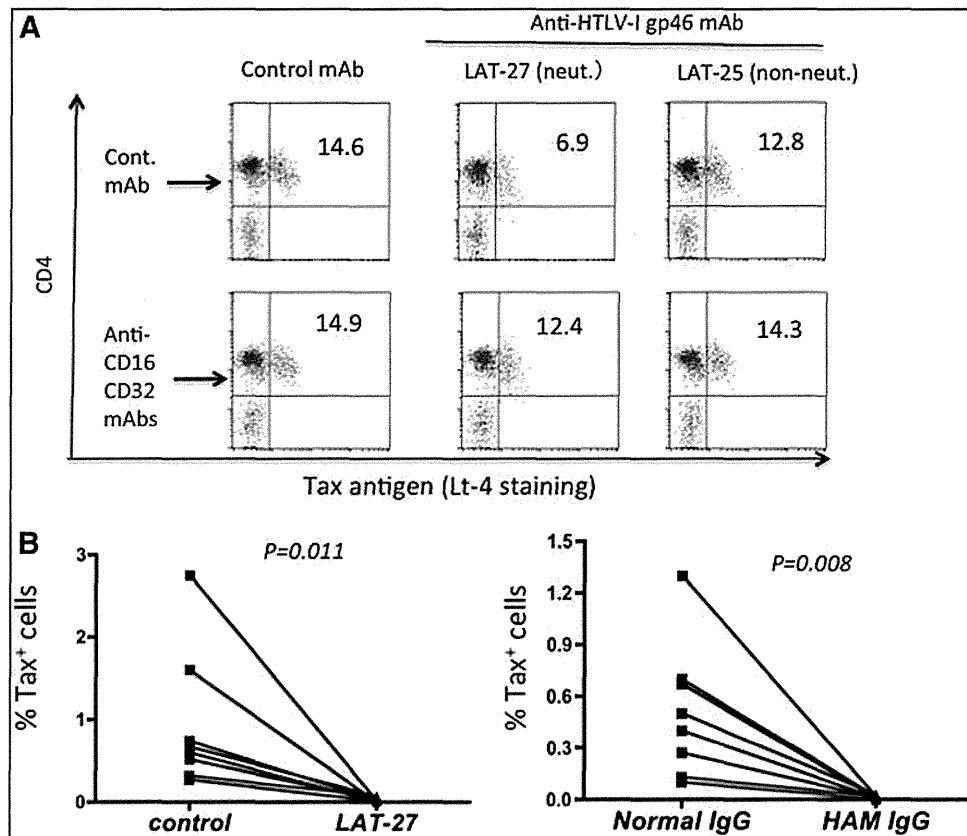 A
Anti-HTLV-I gp46 mAb
Control mAb
LAT-27 (neut.)
LAT-25 (non-neut.)
CD4
Cont.
mAb
14.6
6.9
12.8
Anti-
CD16
CD32
mAbs
14.9
12.4
14.3
Tax antigen (Lt-4 staining)
B
P=0.011
% Tax+ cells
3
2
1
0
control
LAT-27
P=0.008
% Tax+ cells
1.5
1.2
0.9
0.6
0.3
0.0
Normal IgG
HAM IgG